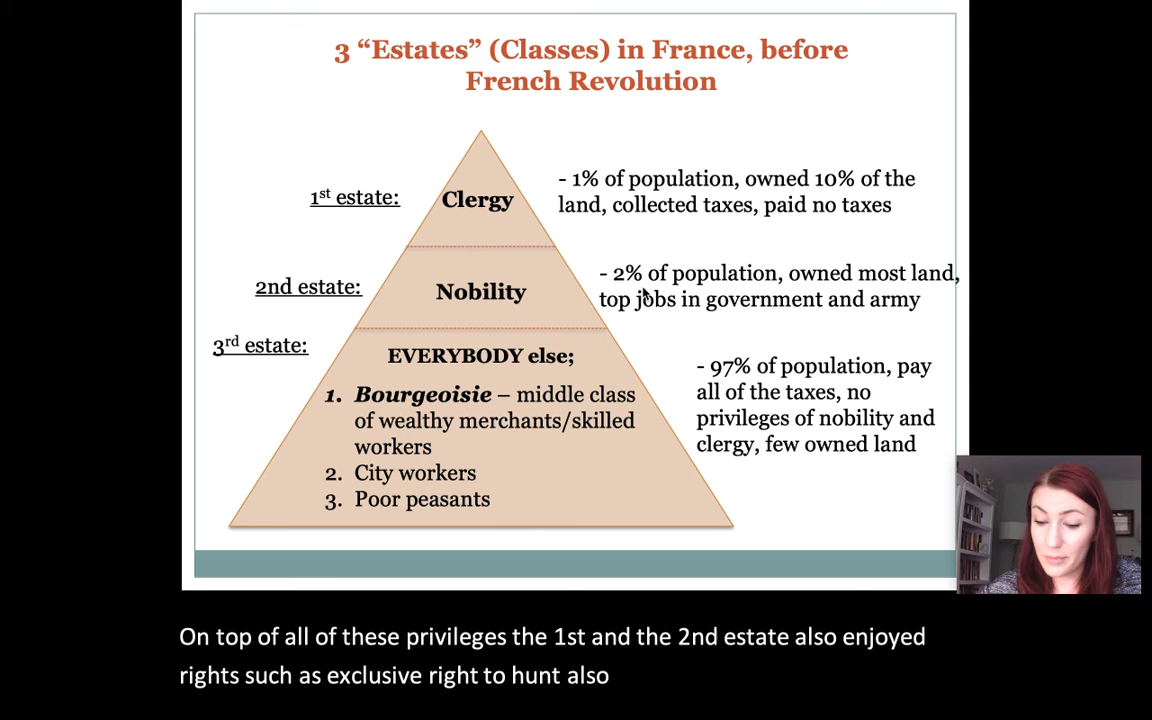 3 “Estates” (Classes) in France, before
French Revolution
1st estate:
Clergy
- 1% of population, owned 10% of the
land, collected taxes, paid no taxes
2nd estate:
Nobility
- 2% of population, owned most land,
top jobs in government and army
3rd estate:
EVERYBODY else;
1. Bourgeoisie – middle class
of wealthy merchants/skilled
workers
2. City workers
3. Poor peasants
- 97% of population, pay
all of the taxes, no
privileges of nobility and
clergy, few owned land
On top of all of these privileges the 1st and the 2nd estate also enjoyed
rights such as exclusive right to hunt also